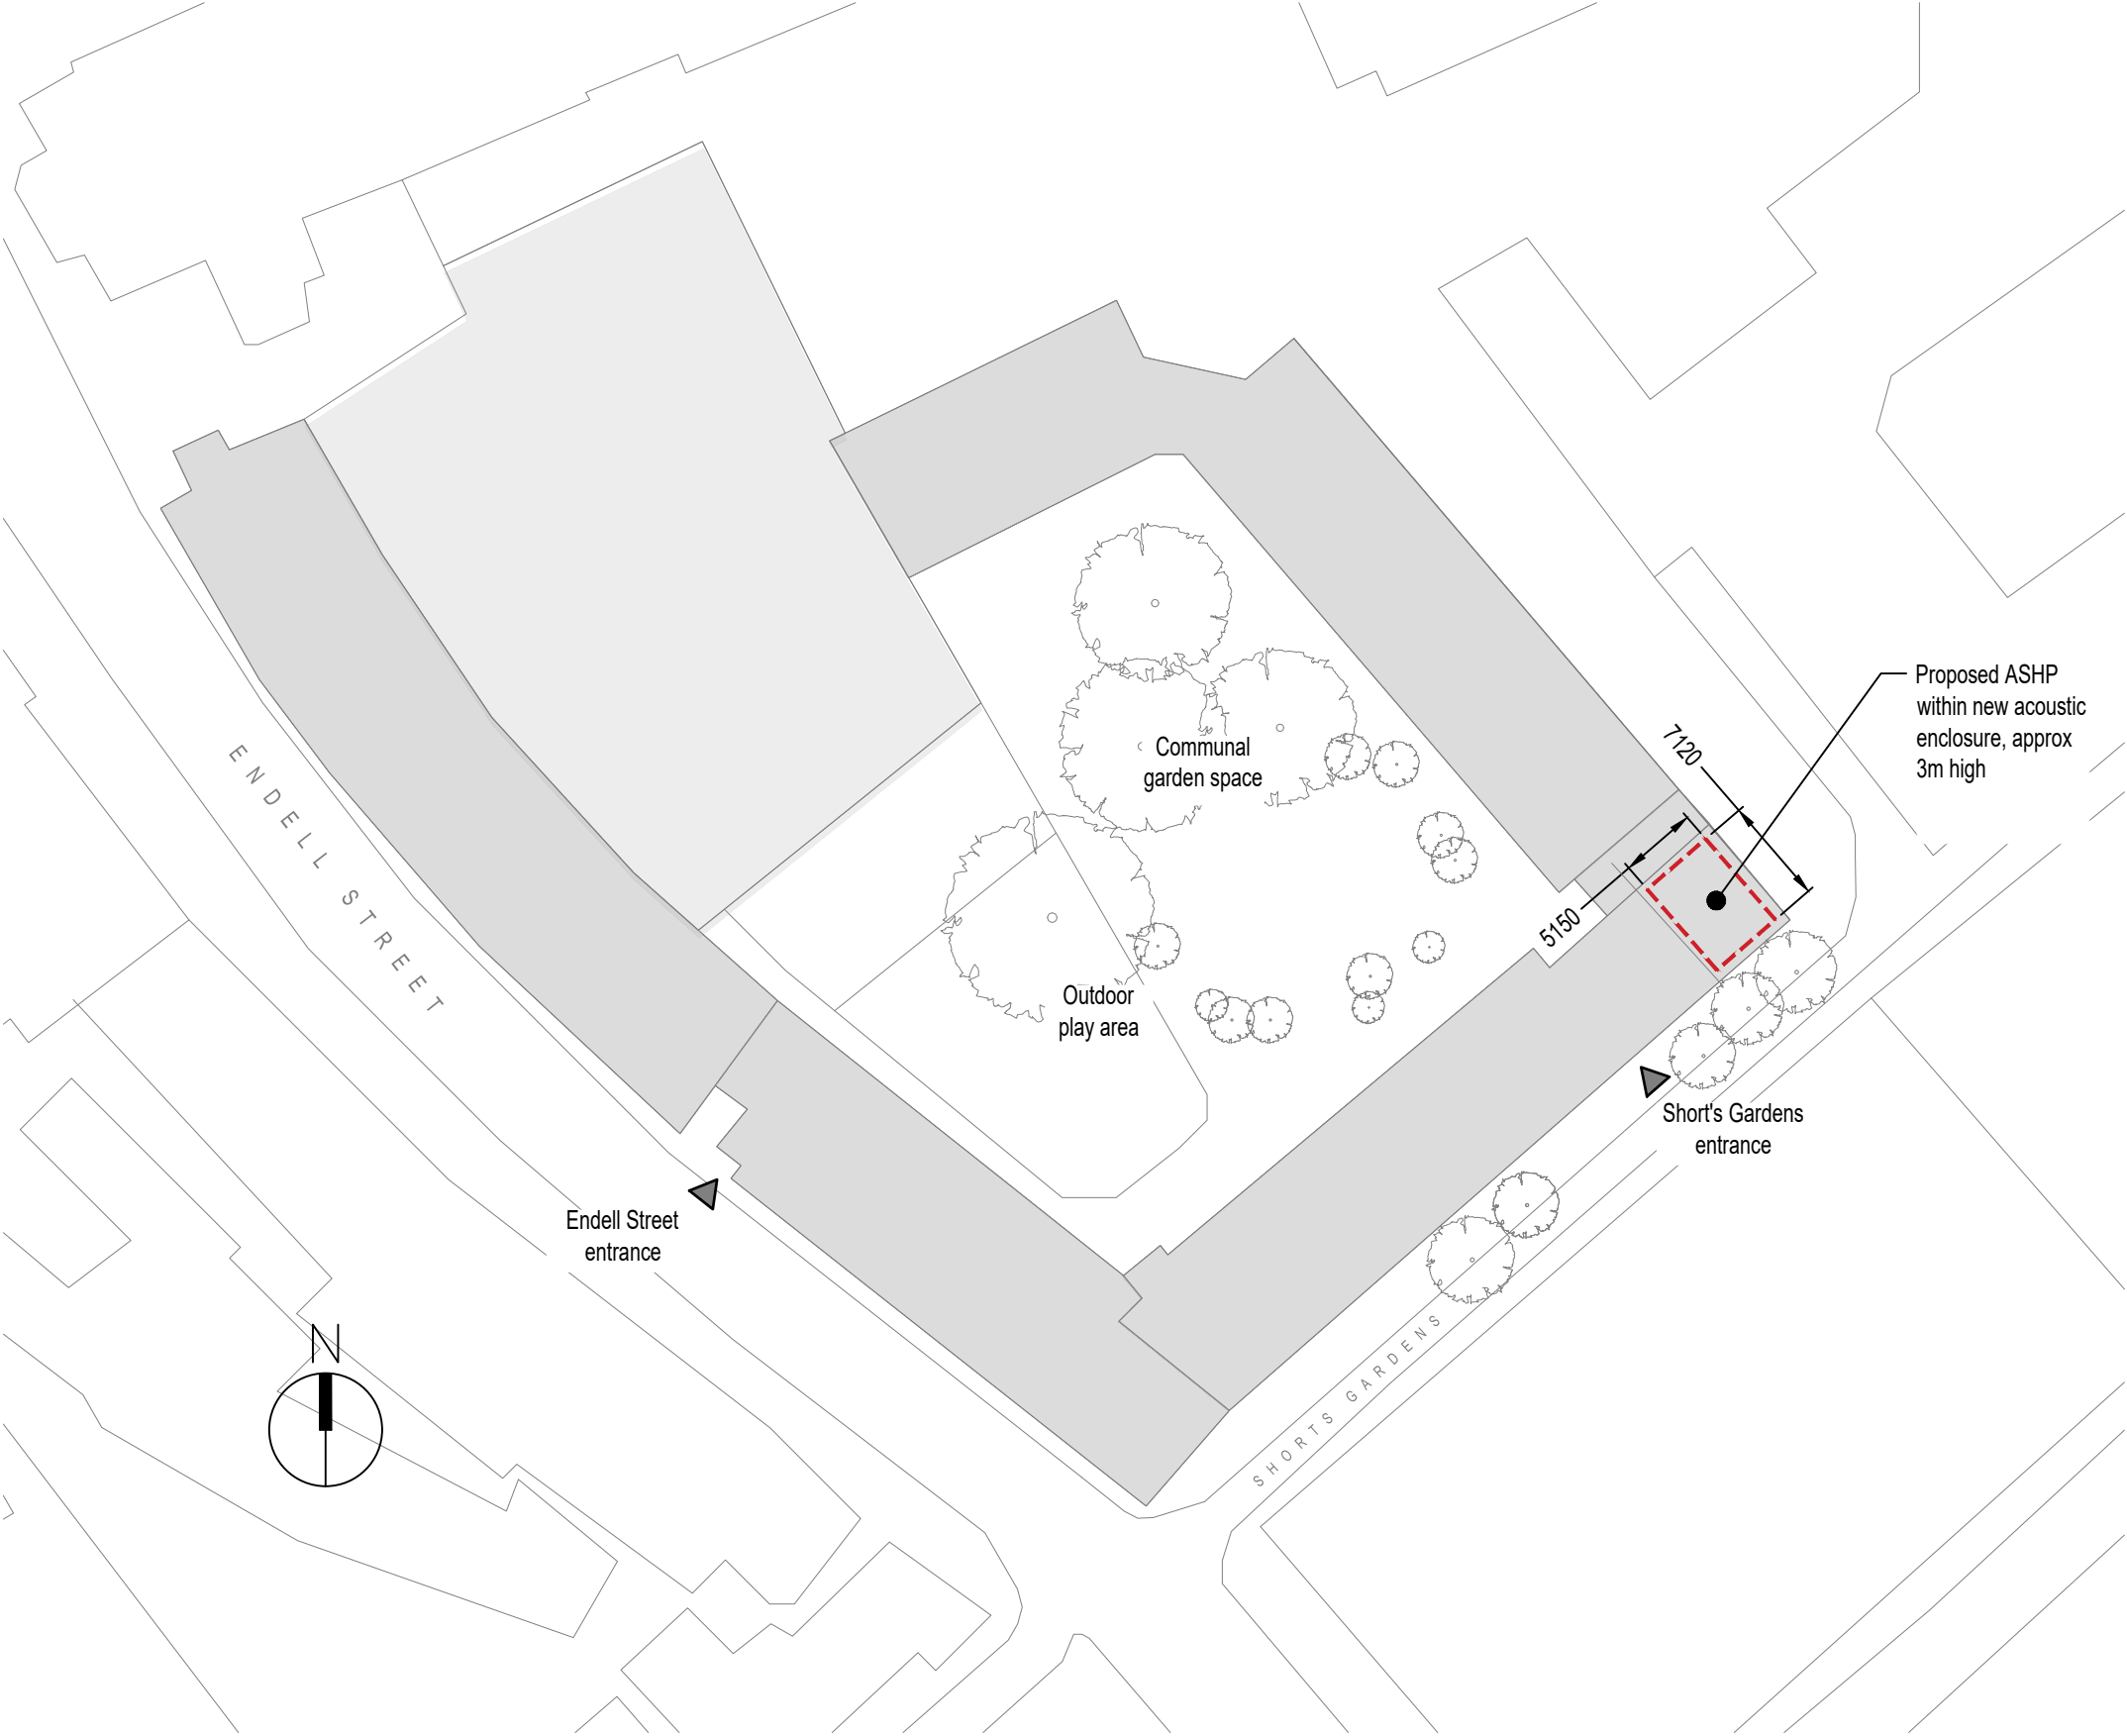 Proposed ASHP
within new acoustic
enclosure, approx
3m high
7120
5150
Communal
garden space
ENDELL STREET
Outdoor
play area
Short's Gardens
entrance
Endell Street
entrance
SHORTS GARDENS
N